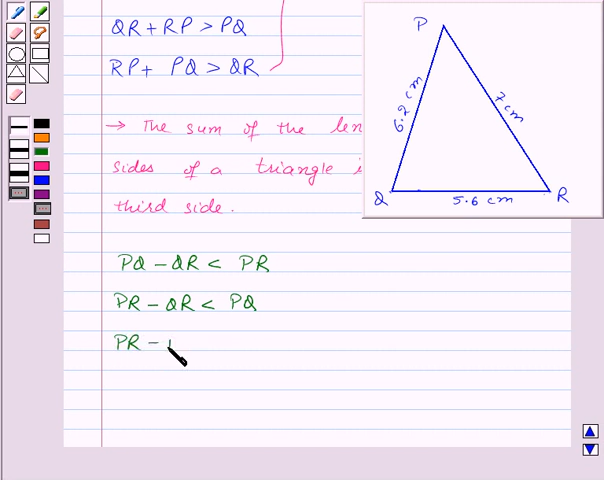 QR + RP > PQ
RP + PQ > QR
→ The sum of the
sides of a triangle
third side.
PQ - QR < PR
PR - QR < PQ
PR -
P
6.2 cm
7 cm
Q
5.6 cm
R